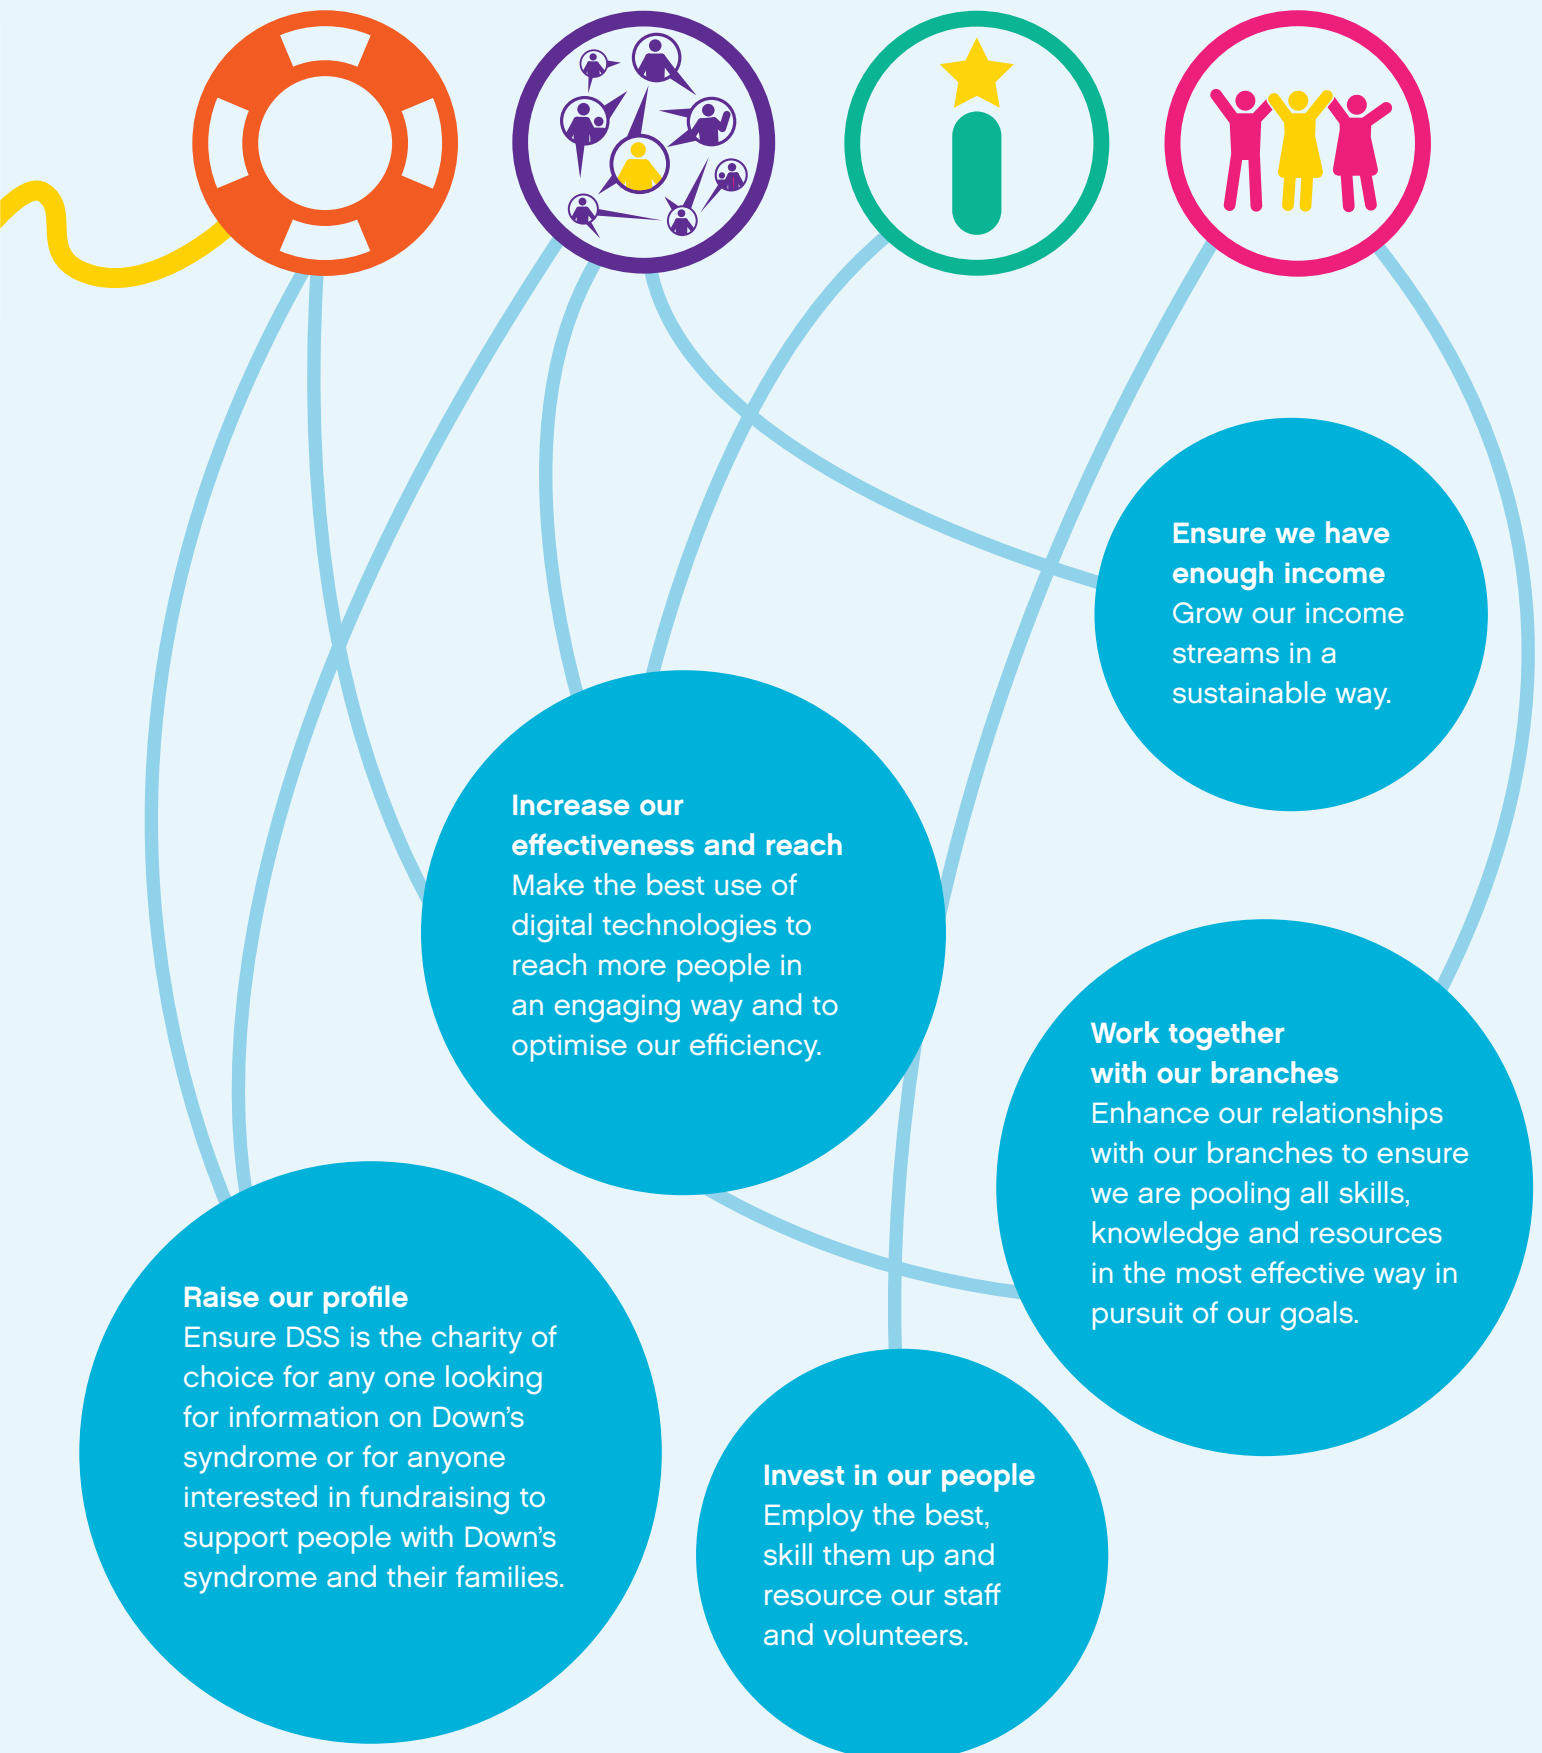 Ensure we have
enough income
Grow our income
streams in a
sustainable way.
Increase our
effectiveness and reach
Make the best use of
digital technologies to
reach more people in
an engaging way and to
optimise our efficiency.
Work together
with our branches
Enhance our relationships
with our branches to ensure
we are pooling all skills,
knowledge and resources
in the most effective way in
pursuit of our goals.
Raise our profile
Ensure DSS is the charity of
choice for any one looking
for information on Down’s
syndrome or for anyone
interested in fundraising to
support people with Down’s
syndrome and their families.
Invest in our people
Employ the best,
skill them up and
resource our staff
and volunteers.